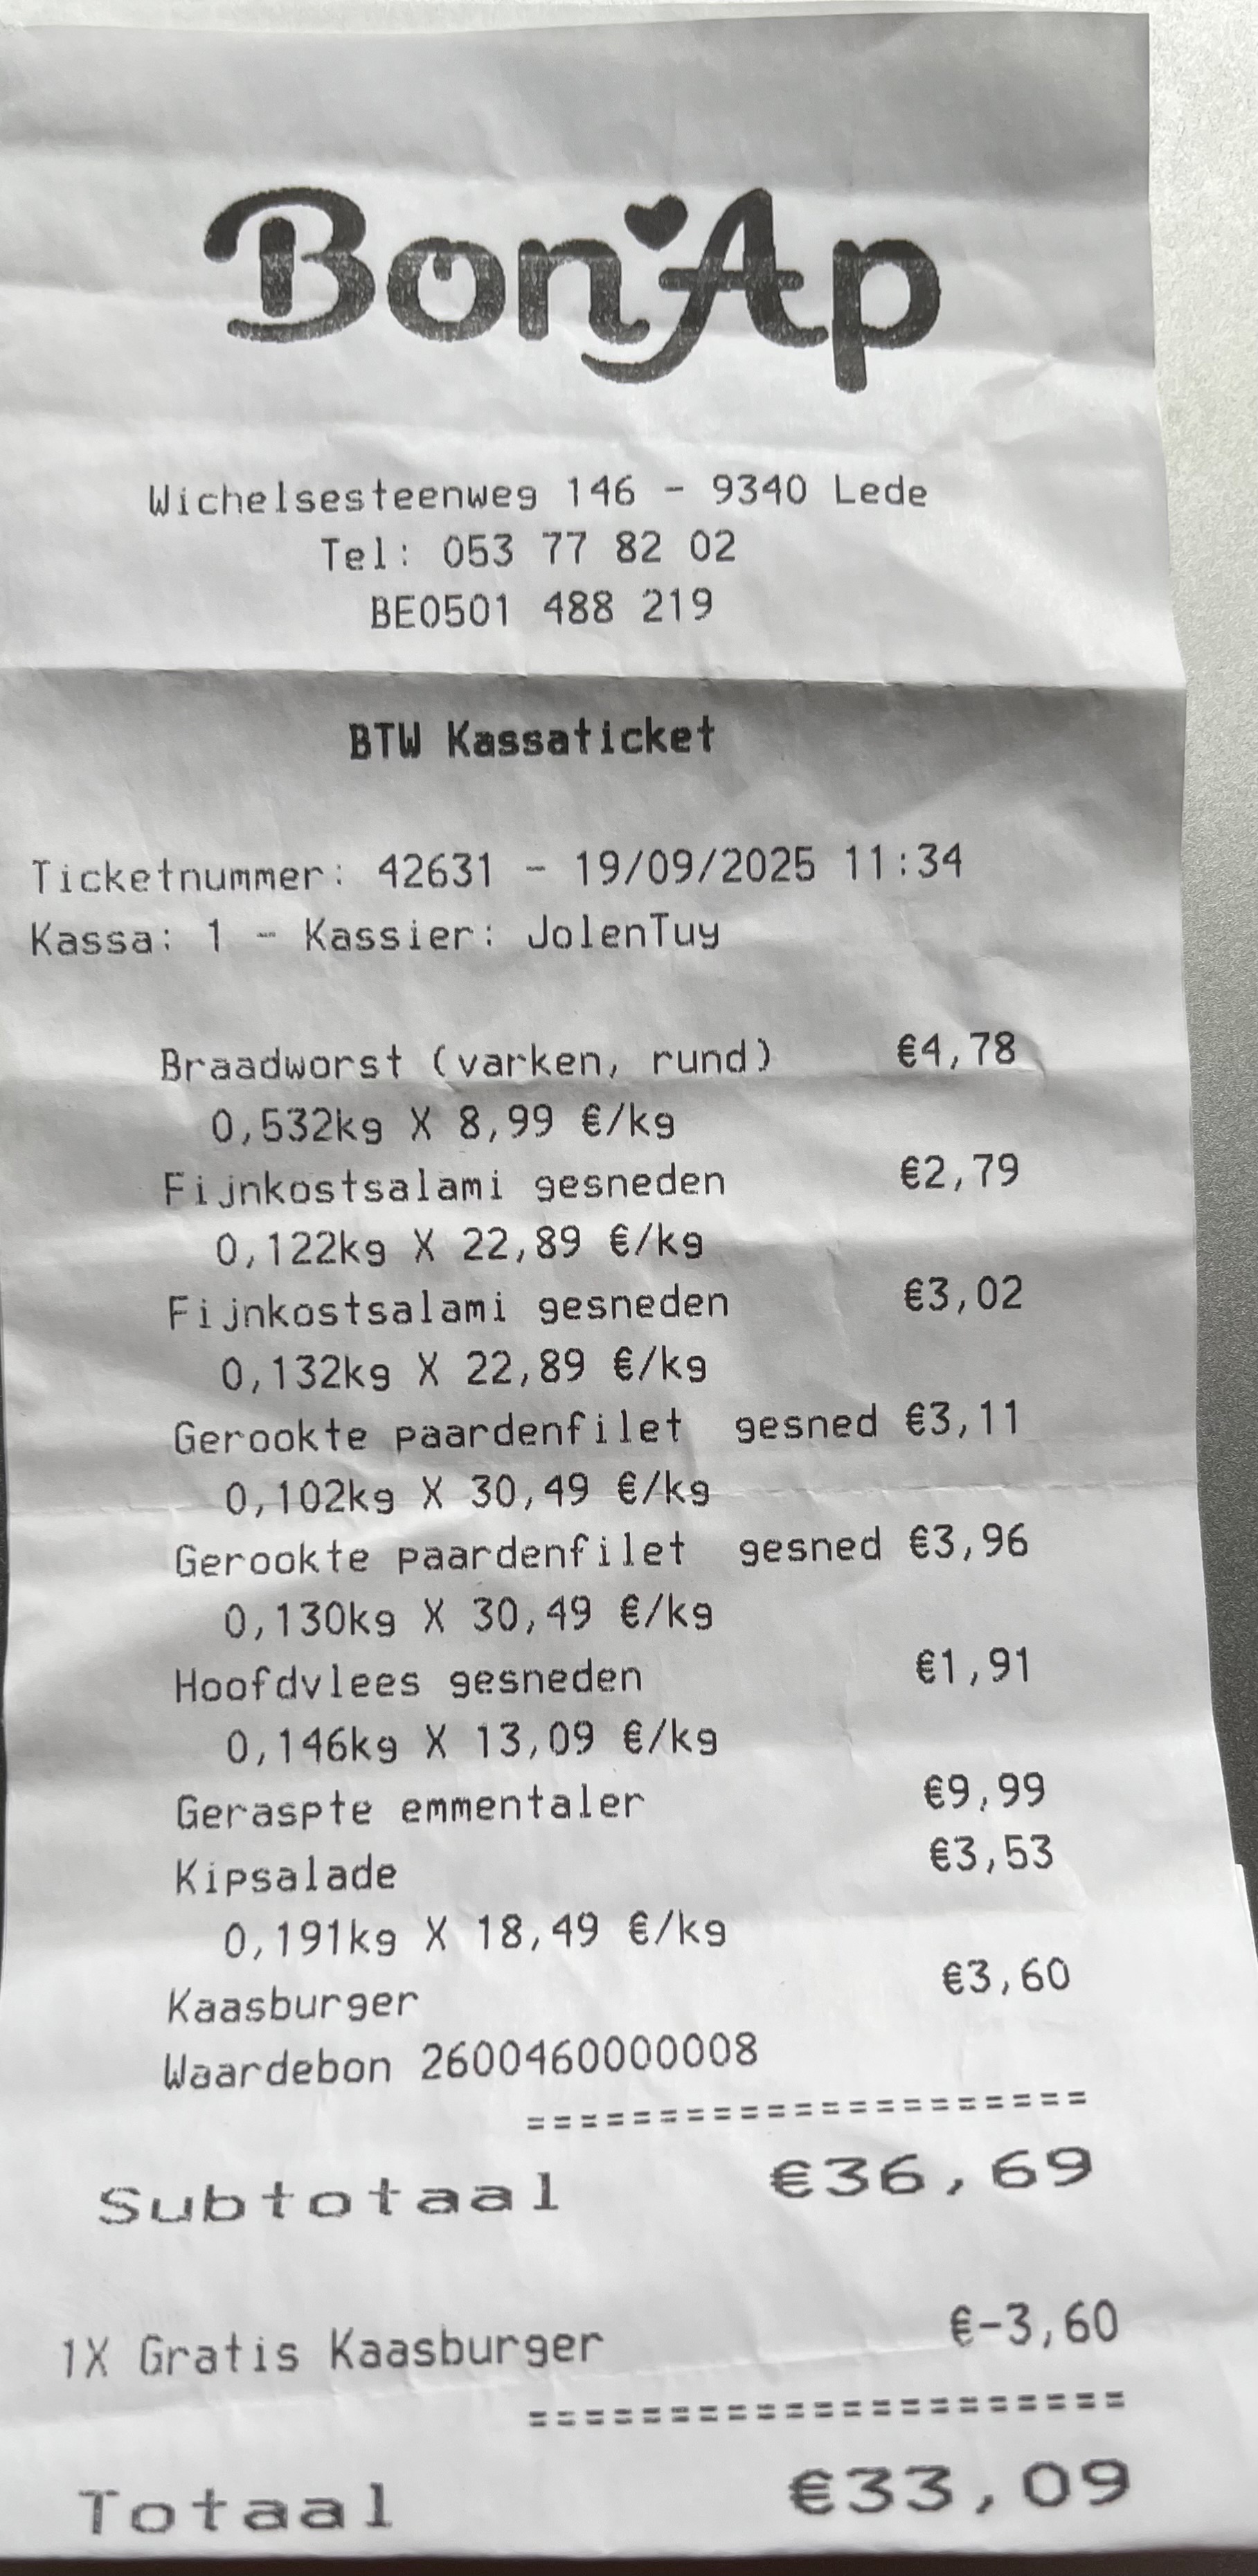 Bon'Ap
Wichelsesteenweg 146 - 9340 Lede
Tel: 053 77 82 02
BE0501 488 219
BTW Kassaticket
Ticketnummer: 42631 - 19/09/2025 11:34
Kassa: 1 - Kassier: JolenTuy
Braadworst (varken, rund) €4,78
0,532kg X 8,99 €/kg
Fijnkostsalami gesneden €2,79
0,122kg X 22,89 €/kg
Fijnkostsalami gesneden €3,02
0,132kg X 22,89 €/kg
Gerookte paardenfilet gesned €3,11
0,102kg X 30,49 €/kg
Gerookte paardenfilet gesned €3,96
0,130kg X 30,49 €/kg
Hoofdvlees gesneden €1,91
0,146kg X 13,09 €/kg
Geraspte emmentaler €9,99
Kipsalade €3,53
0,191kg X 18,49 €/kg
Kaasburger €3,60
Waardebon 2600460000008
=====================
Subtotaal €36,69
1X Gratis Kaasburger €-3,60
=====================
Totaal €33,09